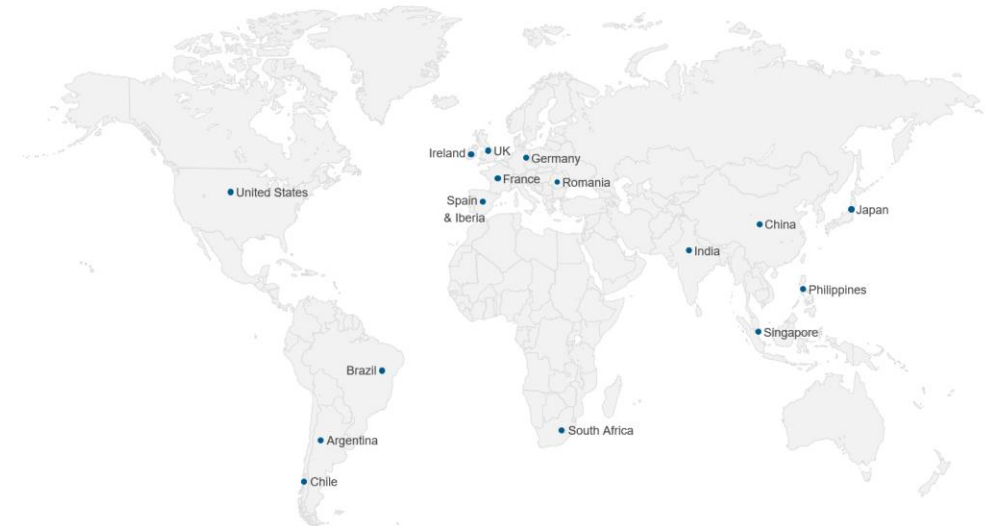 Ireland
UK
Germany
France
Romania
United States
Spain
& Iberia
Japan
China
India
Philippines
Singapore
Brazil
South Africa
Argentina
Chile